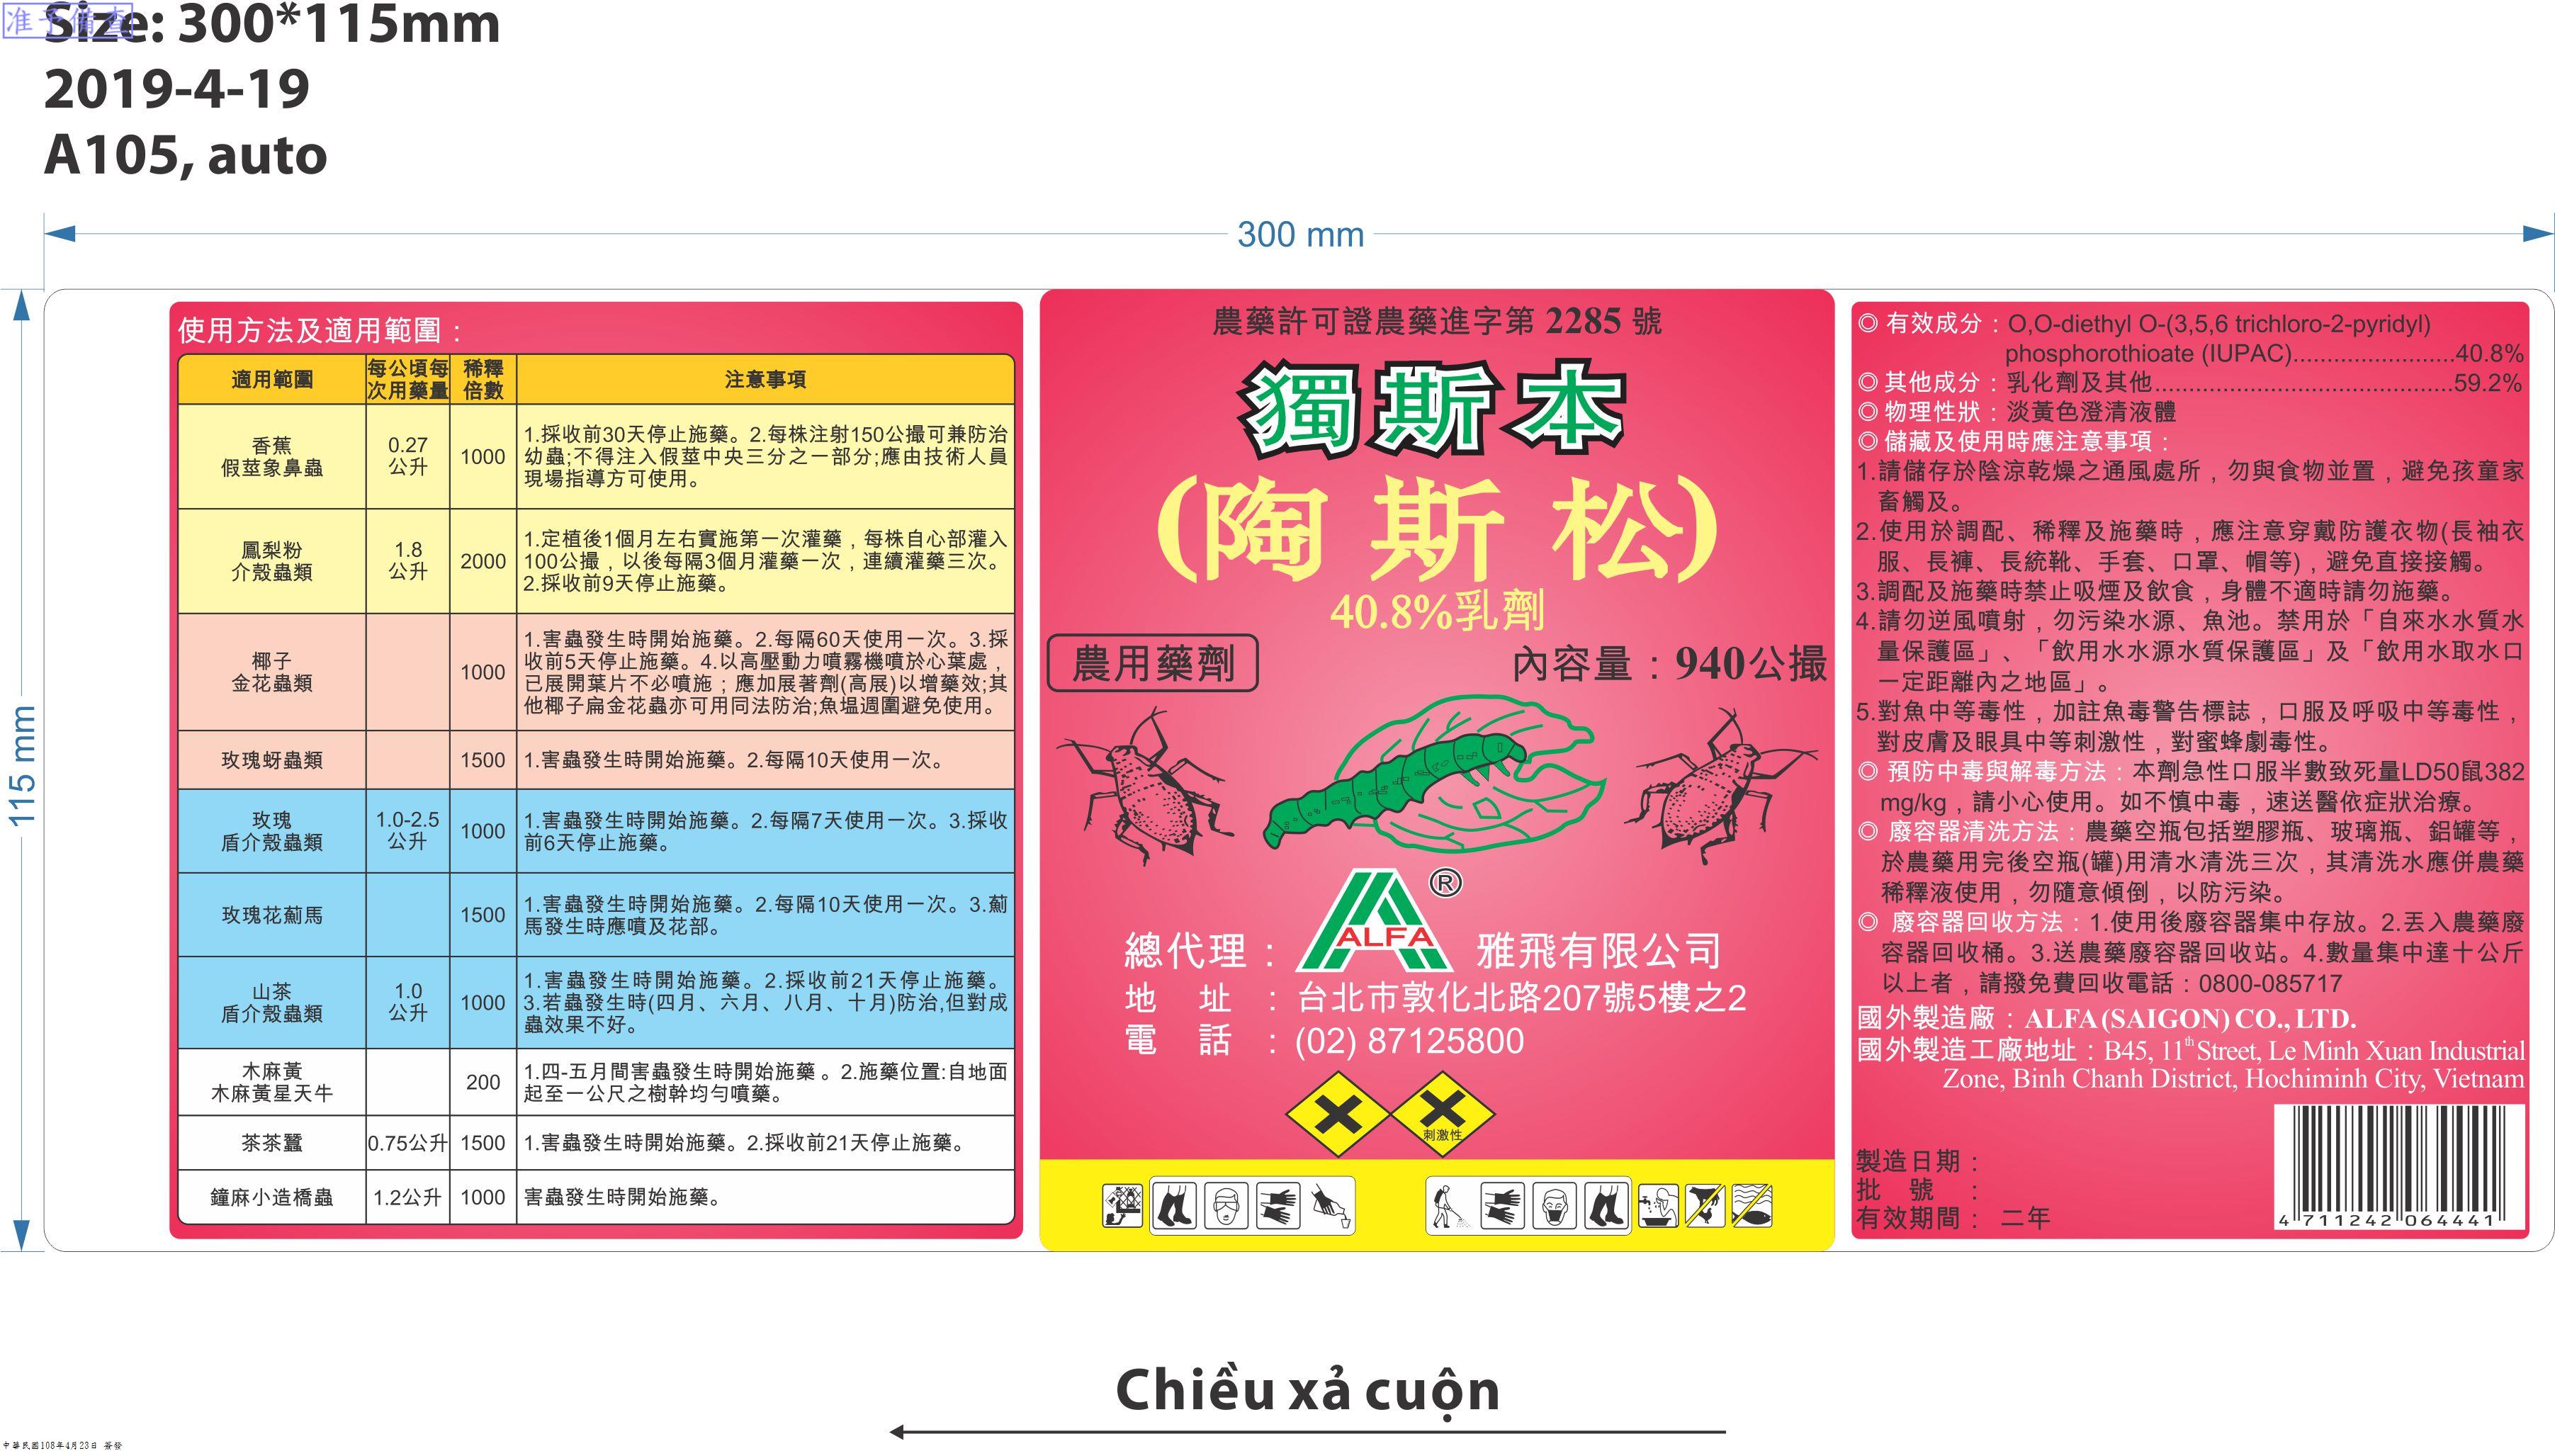 准予備查
Size: 300*115mm
2019-4-19
A105, auto
300 mm
115 mm
使用方法及適用範圍：
適用範圍
每公頃每
次用藥量
稀釋
倍數
注意事項
香蕉
假莖象鼻蟲
0.27
公升
1000
1.採收前30天停止施藥。2.每株注射150公撮可兼防治
幼蟲;不得注入假莖中央三分之一部分;應由技術人員
現場指導方可使用。
鳳梨粉
介殼蟲類
1.8
公升
2000
1.定植後1個月左右實施第一次灌藥，每株自心部灌入
100公撮，以後每隔3個月灌藥一次，連續灌藥三次。
2.採收前9天停止施藥。
椰子
金花蟲類
1000
1.害蟲發生時開始施藥。2.每隔60天使用一次。3.採
收前5天停止施藥。4.以高壓動力噴霧機噴於心葉處，
已展開葉片不必噴施；應加展著劑(高展)以增藥效;其
他椰子扁金花蟲亦可用同法防治;魚塭週圍避免使用。
玫瑰蚜蟲類
1500
1.害蟲發生時開始施藥。2.每隔10天使用一次。
玫瑰
盾介殼蟲類
1.0-2.5
公升
1000
1.害蟲發生時開始施藥。2.每隔7天使用一次。3.採收
前6天停止施藥。
玫瑰花薊馬
1500
1.害蟲發生時開始施藥。2.每隔10天使用一次。3.薊
馬發生時應噴及花部。
山茶
盾介殼蟲類
1.0
公升
1000
1.害蟲發生時開始施藥。2.採收前21天停止施藥。
3.若蟲發生時(四月、六月、八月、十月)防治,但對成
蟲效果不好。
木麻黃
木麻黃星天牛
200
1.四-五月間害蟲發生時開始施藥 。2.施藥位置:自地面
起至一公尺之樹幹均勻噴藥。
茶茶蠶
0.75公升
1500
1.害蟲發生時開始施藥。2.採收前21天停止施藥。
鐘麻小造橋蟲
1.2公升
1000
害蟲發生時開始施藥。
農藥許可證農藥進字第 2285 號
獨斯本
(陶斯松)
40.8%乳劑
農用藥劑
內容量：940公撮
ALFA
®
總代理：
雅飛有限公司
地 址 ：台北市敦化北路207號5樓之2
電 話 ：(02) 87125800
刺激性
◎ 有效成分：O,O-diethyl O-(3,5,6 trichloro-2-pyridyl)
phosphorothioate (IUPAC)........................40.8%
◎ 其他成分：乳化劑及其他............................................59.2%
◎ 物理性狀：淡黃色澄清液體
◎ 儲藏及使用時應注意事項：
1.請儲存於陰涼乾燥之通風處所，勿與食物並置，避免孩童家
畜觸及。
2.使用於調配、稀釋及施藥時，應注意穿戴防護衣物(長袖衣
服、長褲、長統靴、手套、口罩、帽等)，避免直接接觸。
3.調配及施藥時禁止吸煙及飲食，身體不適時請勿施藥。
4.請勿逆風噴射，勿污染水源、魚池。禁用於「自來水水質水
量保護區」、「飲用水水源水質保護區」及「飲用水取水口
一定距離內之地區」。
5.對魚中等毒性，加註魚毒警告標誌，口服及呼吸中等毒性，
對皮膚及眼具中等刺激性，對蜜蜂劇毒性。
◎ 預防中毒與解毒方法：本劑急性口服半數致死量LD50鼠382
mg/kg，請小心使用。如不慎中毒，速送醫依症狀治療。
◎ 廢容器清洗方法：農藥空瓶包括塑膠瓶、玻璃瓶、鋁罐等，
於農藥用完後空瓶(罐)用清水清洗三次，其清洗水應併農藥
稀釋液使用，勿隨意傾倒，以防污染。
◎ 廢容器回收方法：1.使用後廢容器集中存放。2.丟入農藥廢
容器回收桶。3.送農藥廢容器回收站。4.數量集中達十公斤
以上者，請撥免費回收電話：0800-085717
國外製造廠：ALFA (SAIGON) CO., LTD.
國外製造工廠地址：B45, 11th Street, Le Minh Xuan Industrial
Zone, Binh Chanh District, Hochiminh City, Vietnam
製造日期：
批 號 ：
有效期間： 二年
4 711242 064441
Chiều xả cuộn
中華民國108年4月23日 簽發